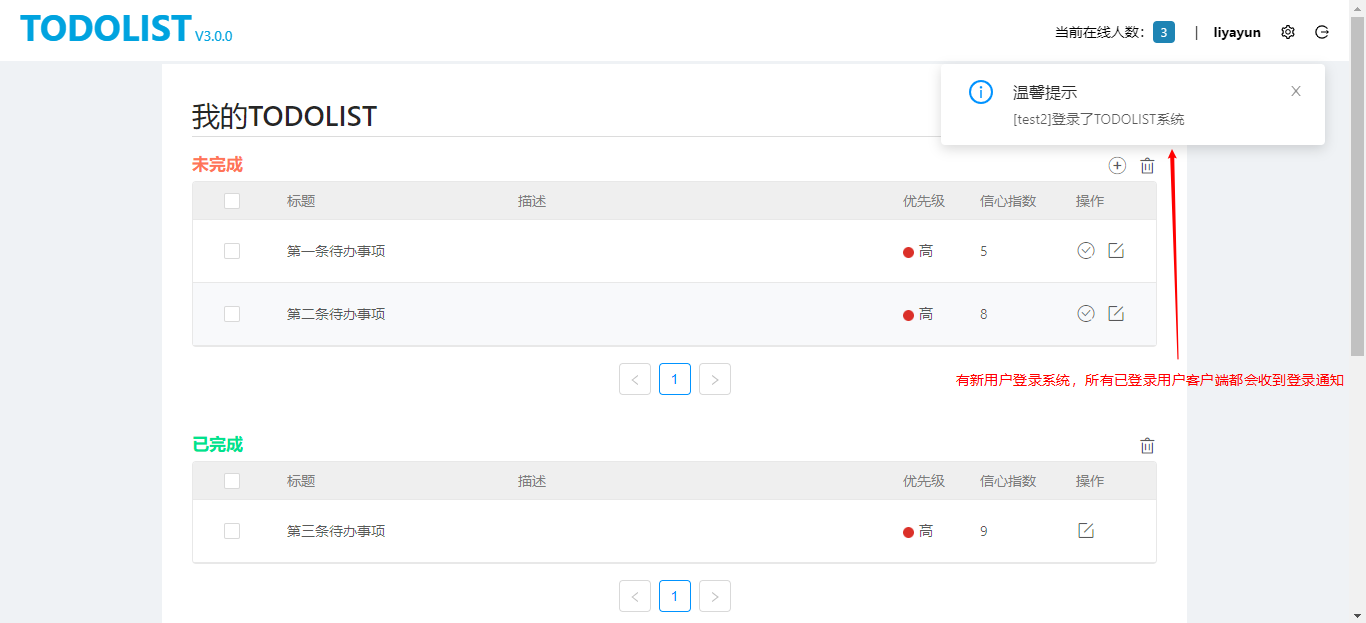 TODOLIST V3.0.0
当前在线人数: 3 | liyayun
温馨提示
[test2]登录了TODOLIST系统
我的TODOLIST
未完成
标题 描述 优先级 信心指数 操作
第一条待办事项 高 5
第二条待办事项 高 8
1
有新用户登录系统，所有已登录用户客户端都会收到登录通知
已完成
标题 描述 优先级 信心指数 操作
第三条待办事项 高 9
1